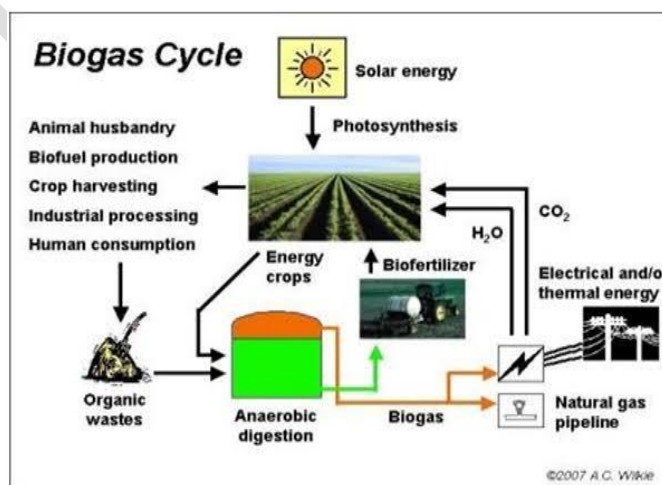 Biogas Cycle
Solar energy
Photosynthesis
Animal husbandry
Biofuel production
Crop harvesting
Industrial processing
Human consumption
CO2
H2O
Energy
crops
Biofertilizer
Electrical and/o
thermal energy
Organic
wastes
Anaerobic
digestion
Biogas
Natural gas
pipeline
©2007 A.C. Wilkie